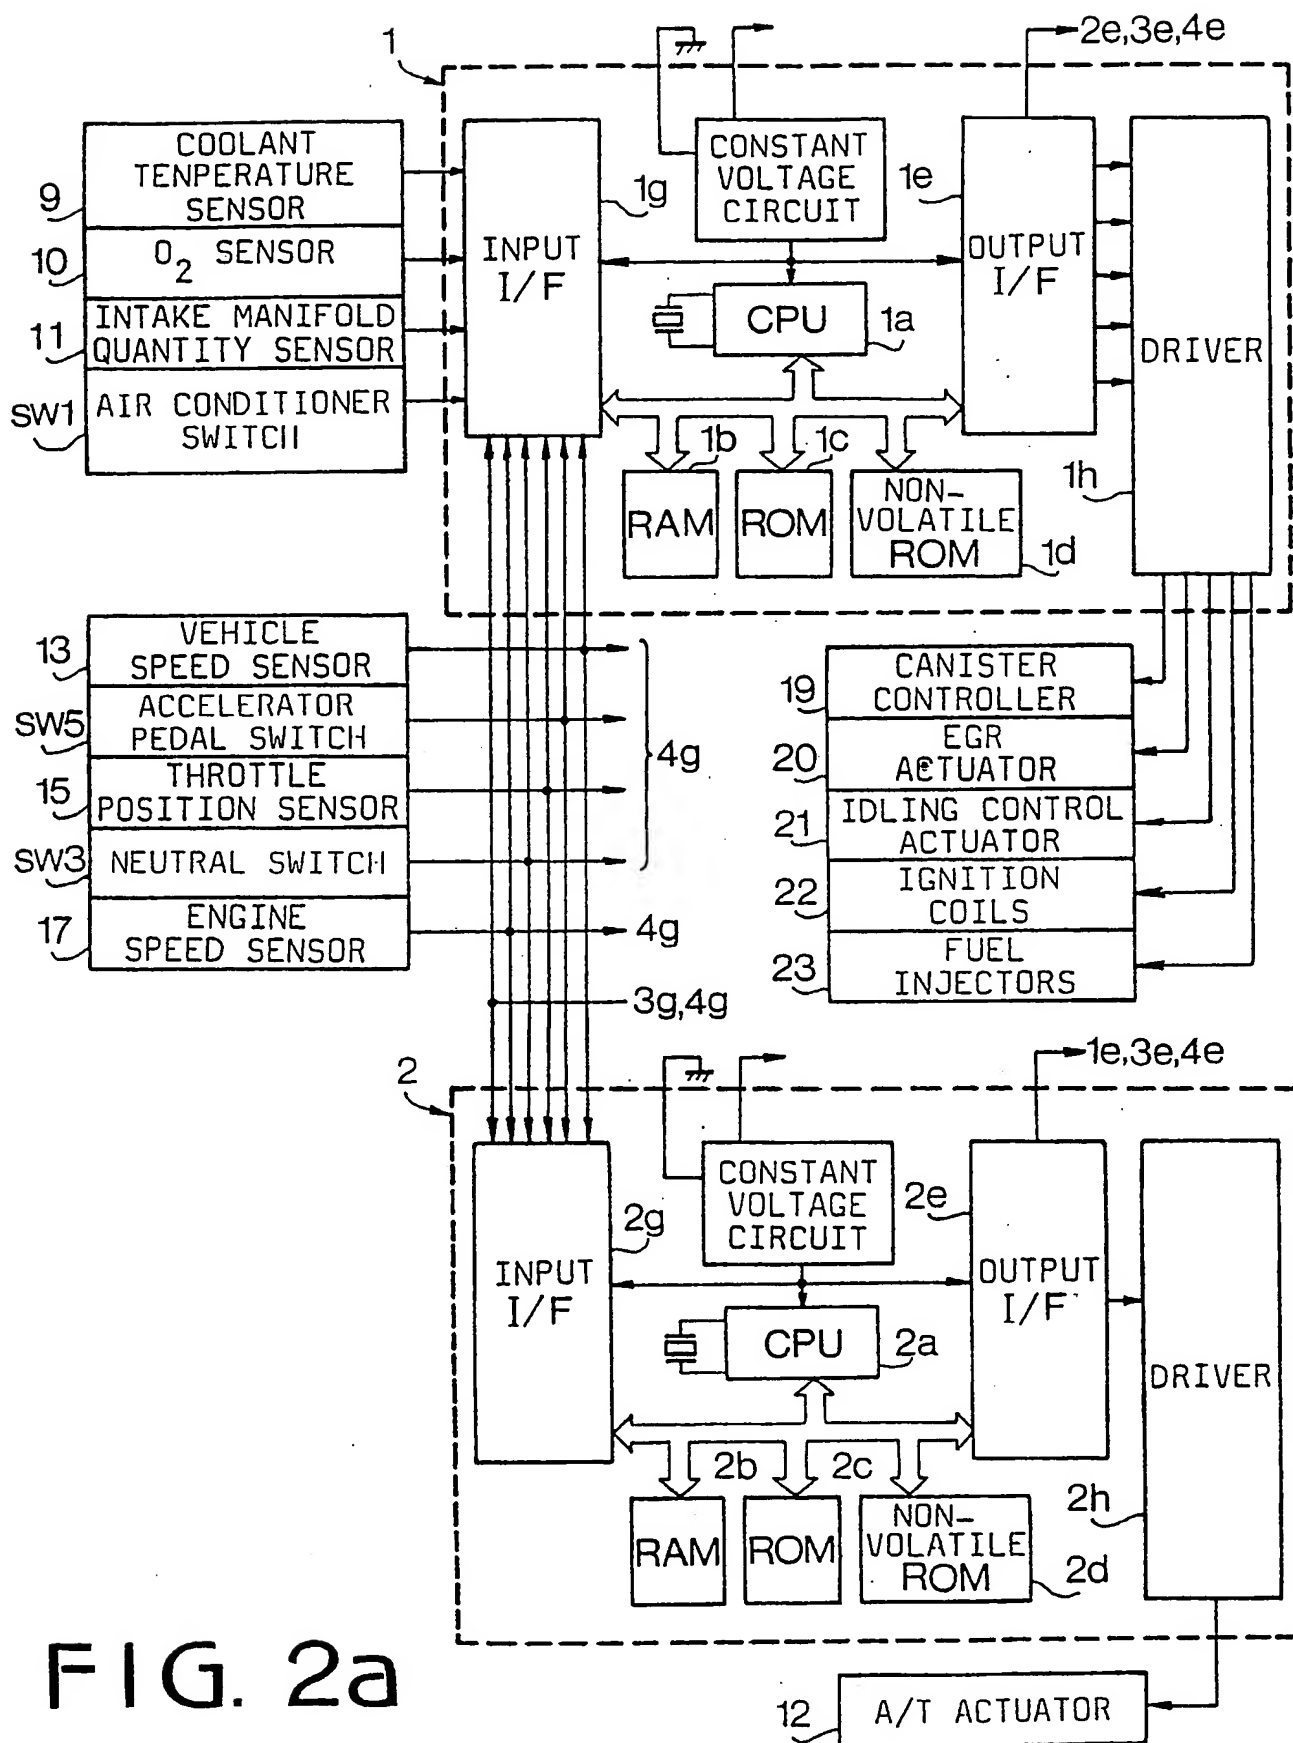 1
2e,3e,4e
COOLANT
TENPERATURE
SENSOR
9
O2 SENSOR
10
INTAKE MANIFOLD
QUANTITY SENSOR
11
AIR CONDITIONER
SWITCH
SW1
INPUT
I/F
1g
CONSTANT
VOLTAGE
CIRCUIT
1e
OUTPUT
I/F
CPU
1a
DRIVER
1h
1b
1c
RAM
ROM
NON-
VOLATILE
ROM
1d
VEHICLE
SPEED SENSOR
13
ACCELERATOR
PEDAL SWITCH
SW5
THROTTLE
POSITION SENSOR
15
NEUTRAL SWITCH
SW3
ENGINE
SPEED SENSOR
17
4g
4g
3g,4g
CANISTER
CONTROLLER
19
EGR
ACTUATOR
20
IDLING CONTROL
ACTUATOR
21
IGNITION
COILS
22
FUEL
INJECTORS
23
2
1e,3e,4e
INPUT
I/F
2g
CONSTANT
VOLTAGE
CIRCUIT
2e
OUTPUT
I/F
CPU
2a
DRIVER
2h
2b
2c
RAM
ROM
NON-
VOLATILE
ROM
2d
A/T ACTUATOR
12
FIG. 2a